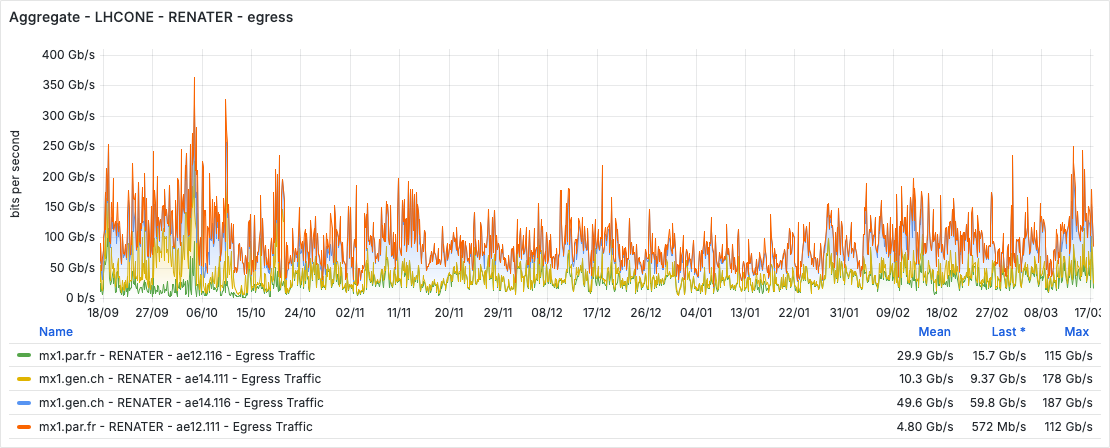 Aggregate - LHCONE - RENATER - egress
400 Gb/s
350 Gb/s
300 Gb/s
250 Gb/s
200 Gb/s
150 Gb/s
100 Gb/s
50 Gb/s
0 b/s
bits per second
18/09 27/09 06/10 15/10 24/10 02/11 11/11 20/11 29/11 08/12 17/12 26/12 04/01 13/01 22/01 31/01 09/02 18/02 27/02 08/03 17/03
Name Mean Last * Max
mx1.par.fr - RENATER - ae12.116 - Egress Traffic 29.9 Gb/s 15.7 Gb/s 115 Gb/s
mx1.gen.ch - RENATER - ae14.111 - Egress Traffic 10.3 Gb/s 9.37 Gb/s 178 Gb/s
mx1.gen.ch - RENATER - ae14.116 - Egress Traffic 49.6 Gb/s 59.8 Gb/s 187 Gb/s
mx1.par.fr - RENATER - ae12.111 - Egress Traffic 4.80 Gb/s 572 Mb/s 112 Gb/s